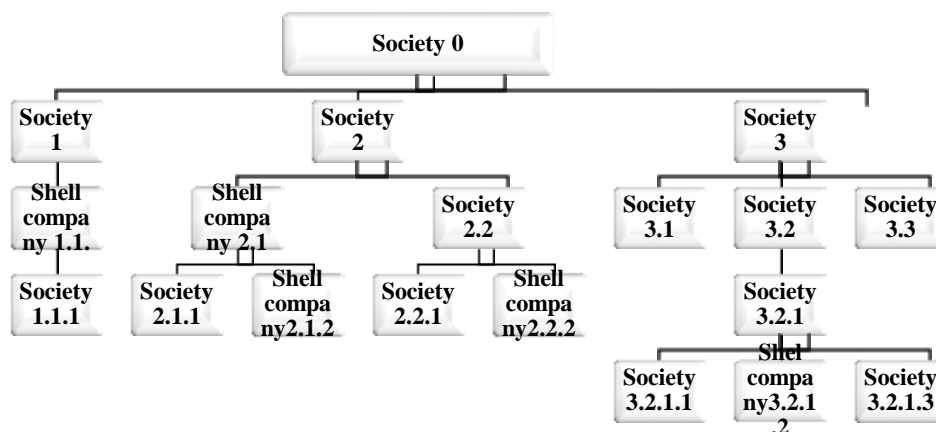 Society 0
Society
1
Society
2
Society
3
Shell
compa
ny 1.1.
Shell
compa
ny 2.1
Society
2.2
Society
3.1
Society
3.2
Society
3.3
Society
1.1.1
Society
2.1.1
Shell
compa
ny2.1.2
Society
2.2.1
Shell
compa
ny2.2.2
Society
3.2.1
Society
3.2.1.1
Shel
compa
ny3.2.1
.2
Society
3.2.1.3